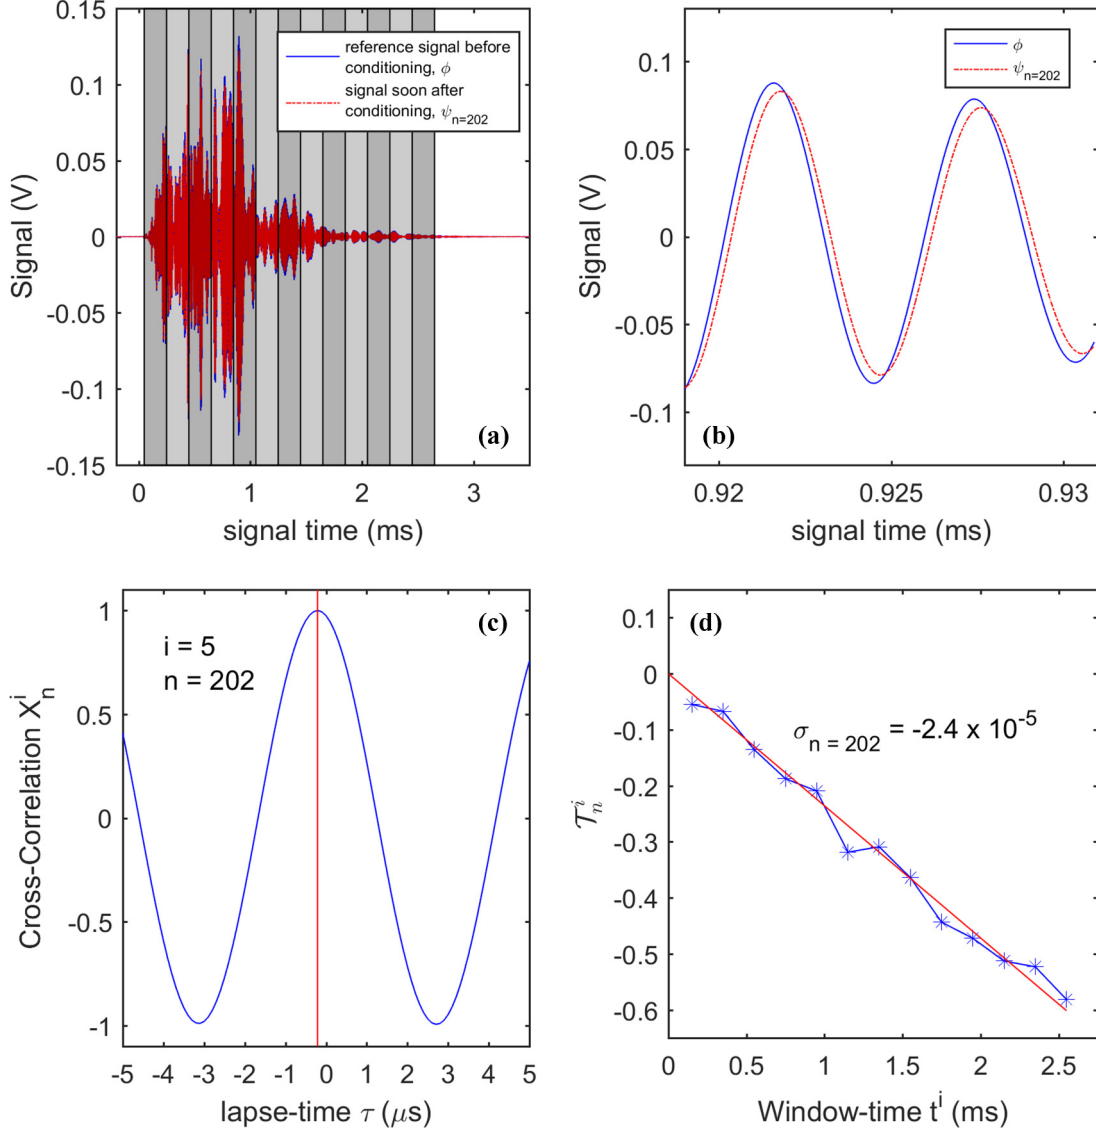 0.15
0.1
0.05
0
-0.05
-0.1
-0.15
Signal (V)
reference signal before
conditioning, ϕ
signal soon after
conditioning, ψn=202
(a)
0 1 2 3
signal time (ms)
0.1
0.05
0
-0.05
-0.1
Signal (V)
ϕ
ψn=202
(b)
0.92 0.925 0.93
signal time (ms)
1
0.5
0
-0.5
-1
Cross-Correlation Xni
i = 5
n = 202
(c)
-5 -4 -3 -2 -1 0 1 2 3 4 5
lapse-time τ (μs)
0.1
0
-0.1
-0.2
-0.3
-0.4
-0.5
-0.6
𝒯ni
(d)
σn = 202 = -2.4 x 10-5
0 0.5 1 1.5 2 2.5
Window-time ti (ms)